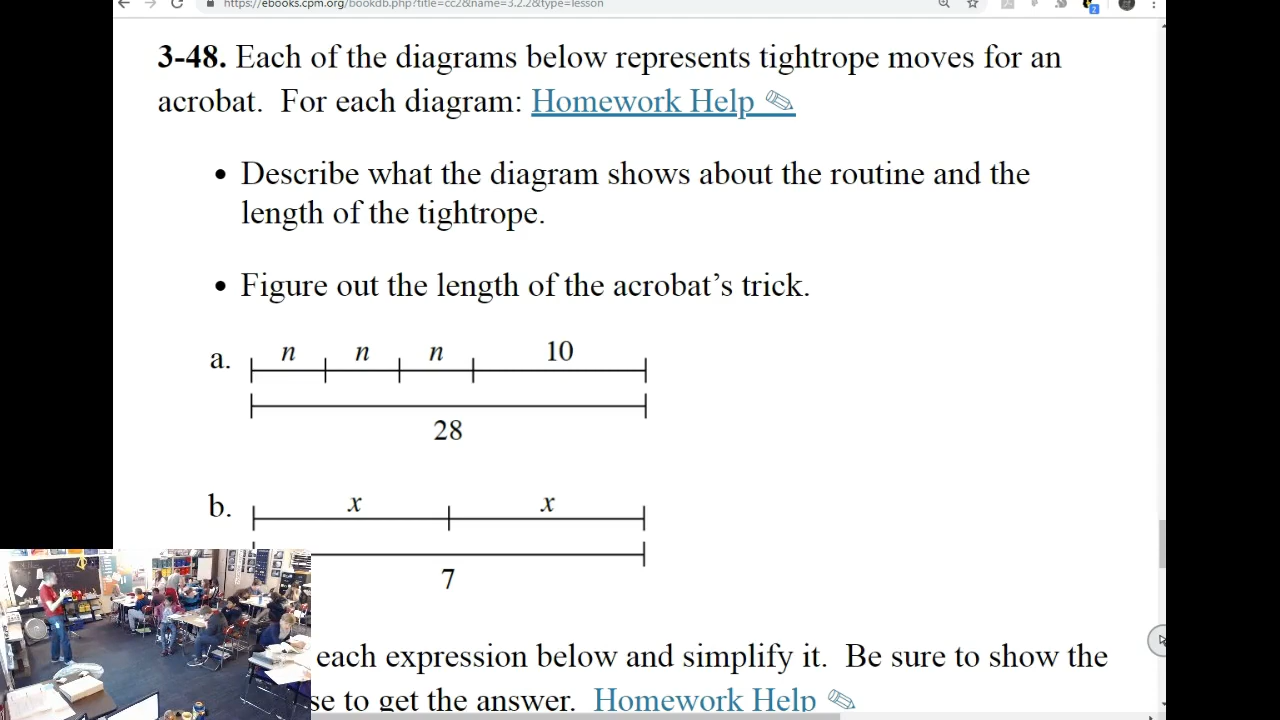 https://ebooks.cpm.org/bookdb.php?title=cc2&name=3.2.2&type=lesson
2
3-48. Each of the diagrams below represents tightrope moves for an
acrobat. For each diagram: Homework Help
• Describe what the diagram shows about the routine and the
length of the tightrope.
• Figure out the length of the acrobat’s trick.
a. n n n 10
28
b. x x
7
each expression below and simplify it. Be sure to show the
se to get the answer. Homework Help